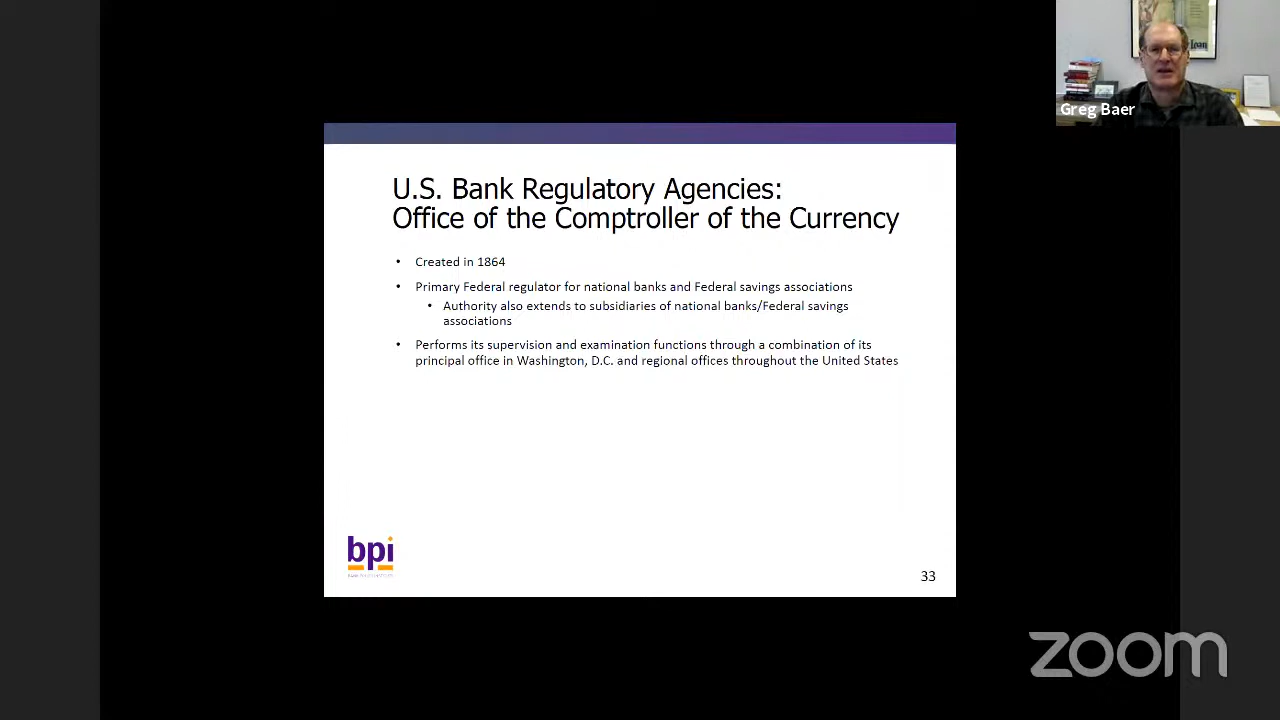 Loan
Greg Baer
U.S. Bank Regulatory Agencies:
Office of the Comptroller of the Currency
• Created in 1864
• Primary Federal regulator for national banks and Federal savings associations
• Authority also extends to subsidiaries of national banks/Federal savings
associations
• Performs its supervision and examination functions through a combination of its
principal office in Washington, D.C. and regional offices throughout the United States
bpi
33
zoom